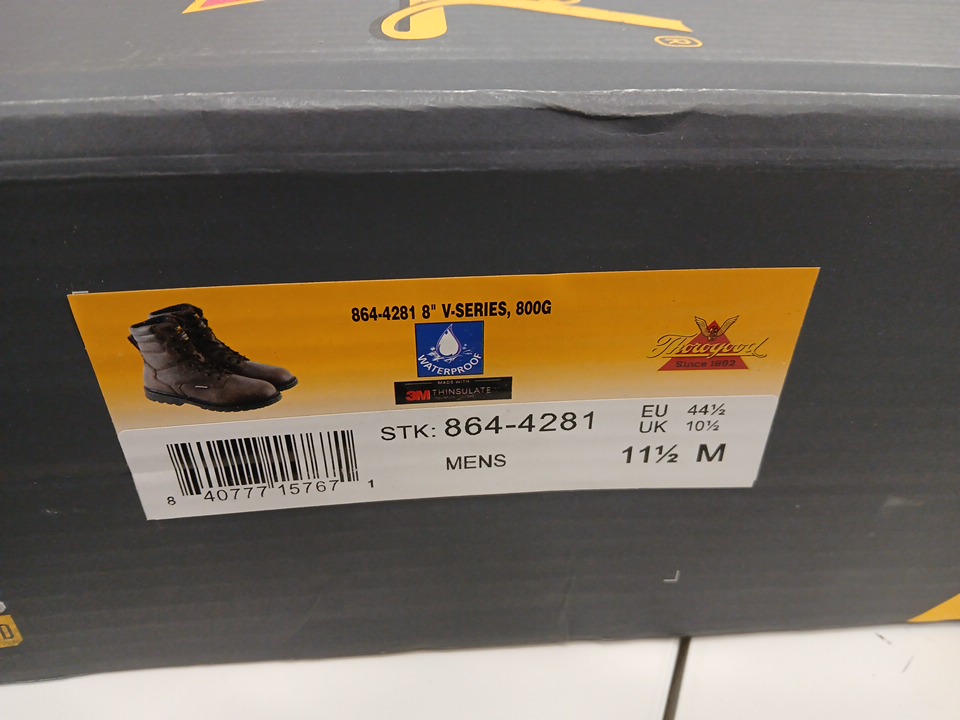 ®
864-4281 8" V-SERIES, 800G
WATERPROOF
MADE WITH
3M THINSULATE
Thorogood
Since 1892
STK: 864-4281
MENS
EU 44½
UK 10½
11½ M
8 40777 15767 1
D